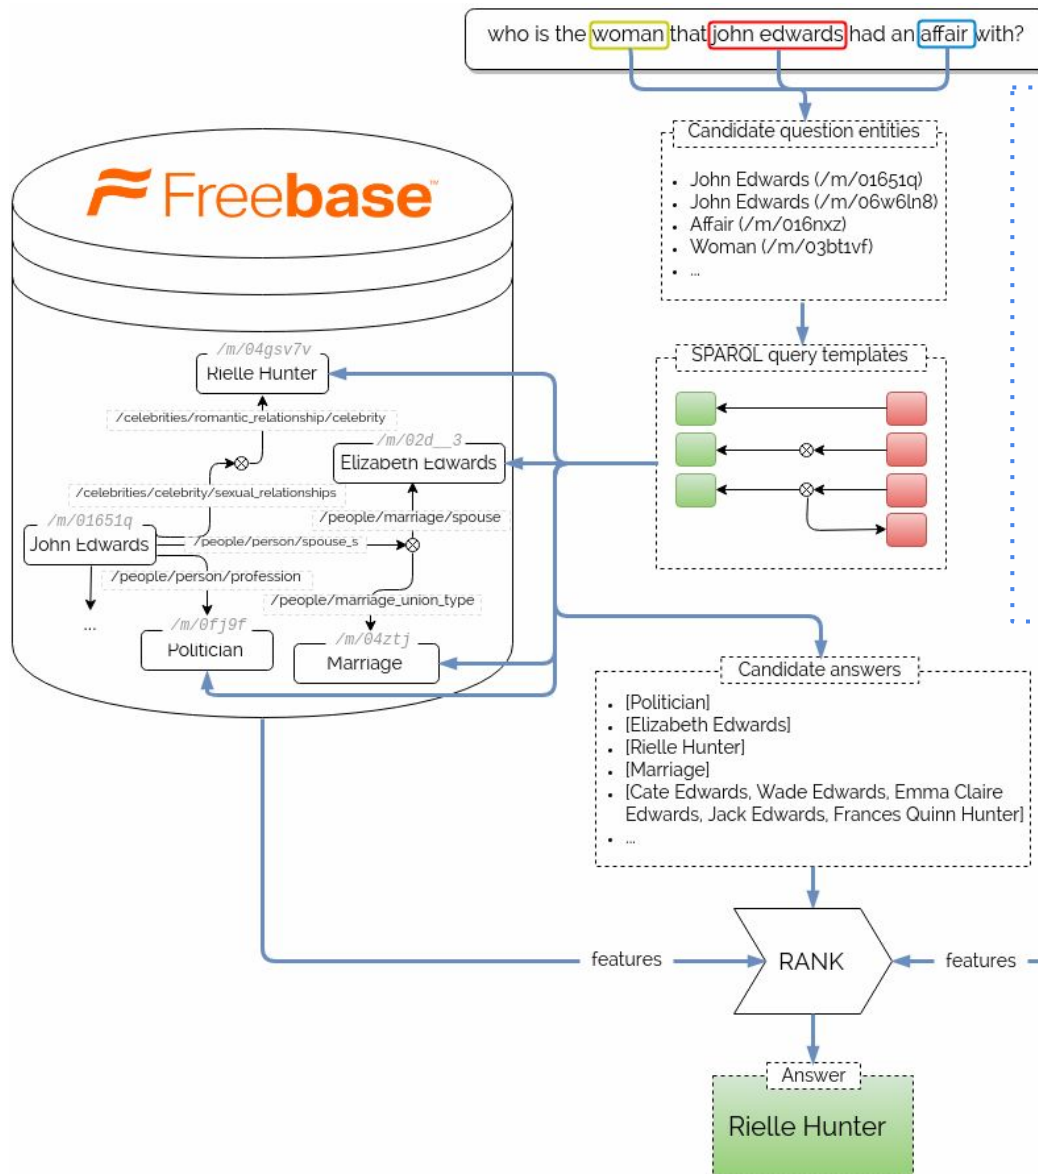 who is the woman that john edwards had an affair with?
Candidate question entities
• John Edwards (/m/01651q)
• John Edwards (/m/06w6ln8)
• Affair (/m/016nxz)
• Woman (/m/03bt1vf)
• ...
Freebase™
SPARQL query templates
/m/04gsv7v
Rielle Hunter
/celebrities/romantic_relationship/celebrity
/m/02d__3
Elizabeth Edwards
/celebrities/celebrity/sexual_relationships
/people/marriage/spouse
/m/01651q
John Edwards
/people/person/spouse_s
/people/person/profession
/people/marriage_union_type
...
/m/0fj9f
Politician
/m/04ztj
Marriage
Candidate answers
• [Politician]
• [Elizabeth Edwards]
• [Rielle Hunter]
• [Marriage]
• [Cate Edwards, Wade Edwards, Emma Claire
Edwards, Jack Edwards, Frances Quinn Hunter]
• ...
features
RANK
features
Answer
Rielle Hunter